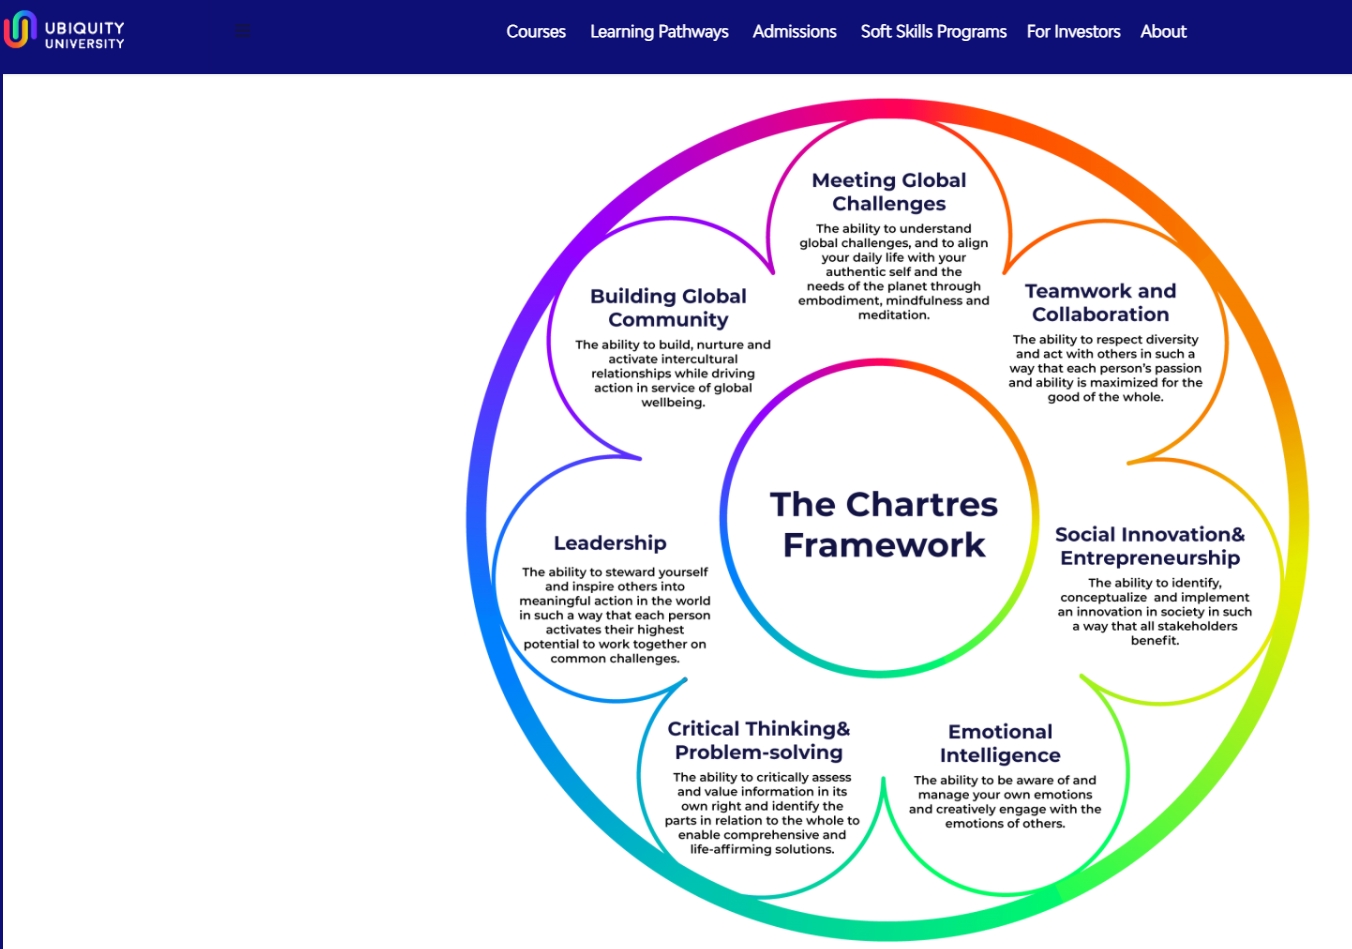 UBIQUITY
UNIVERSITY
Courses
Learning Pathways
Admissions
Soft Skills Programs
For Investors
About
Meeting Global
Challenges
The ability to understand
global challenges, and to align
your daily life with your
authentic self and the
needs of the planet through
embodiment, mindfulness and
meditation.
Building Global
Community
The ability to build, nurture and
activate intercultural
relationships while driving
action in service of global
wellbeing.
Teamwork and
Collaboration
The ability to respect diversity
and act with others in such a
way that each person's passion
and ability is maximized for the
good of the whole.
The Chartres
Framework
Leadership
The ability to steward yourself
and inspire others into
meaningful action in the world
in such a way that each person
activates their highest
potential to work together on
common challenges.
Social Innovation&
Entrepreneurship
The ability to identify,
conceptualize and implement
an innovation in society in such
a way that all stakeholders
benefit.
Critical Thinking&
Problem-solving
The ability to critically assess
and value information in its
own right and identify the
parts in relation to the whole to
enable comprehensive and
life-affirming solutions.
Emotional
Intelligence
The ability to be aware of and
manage your own emotions
and creatively engage with the
emotions of others.